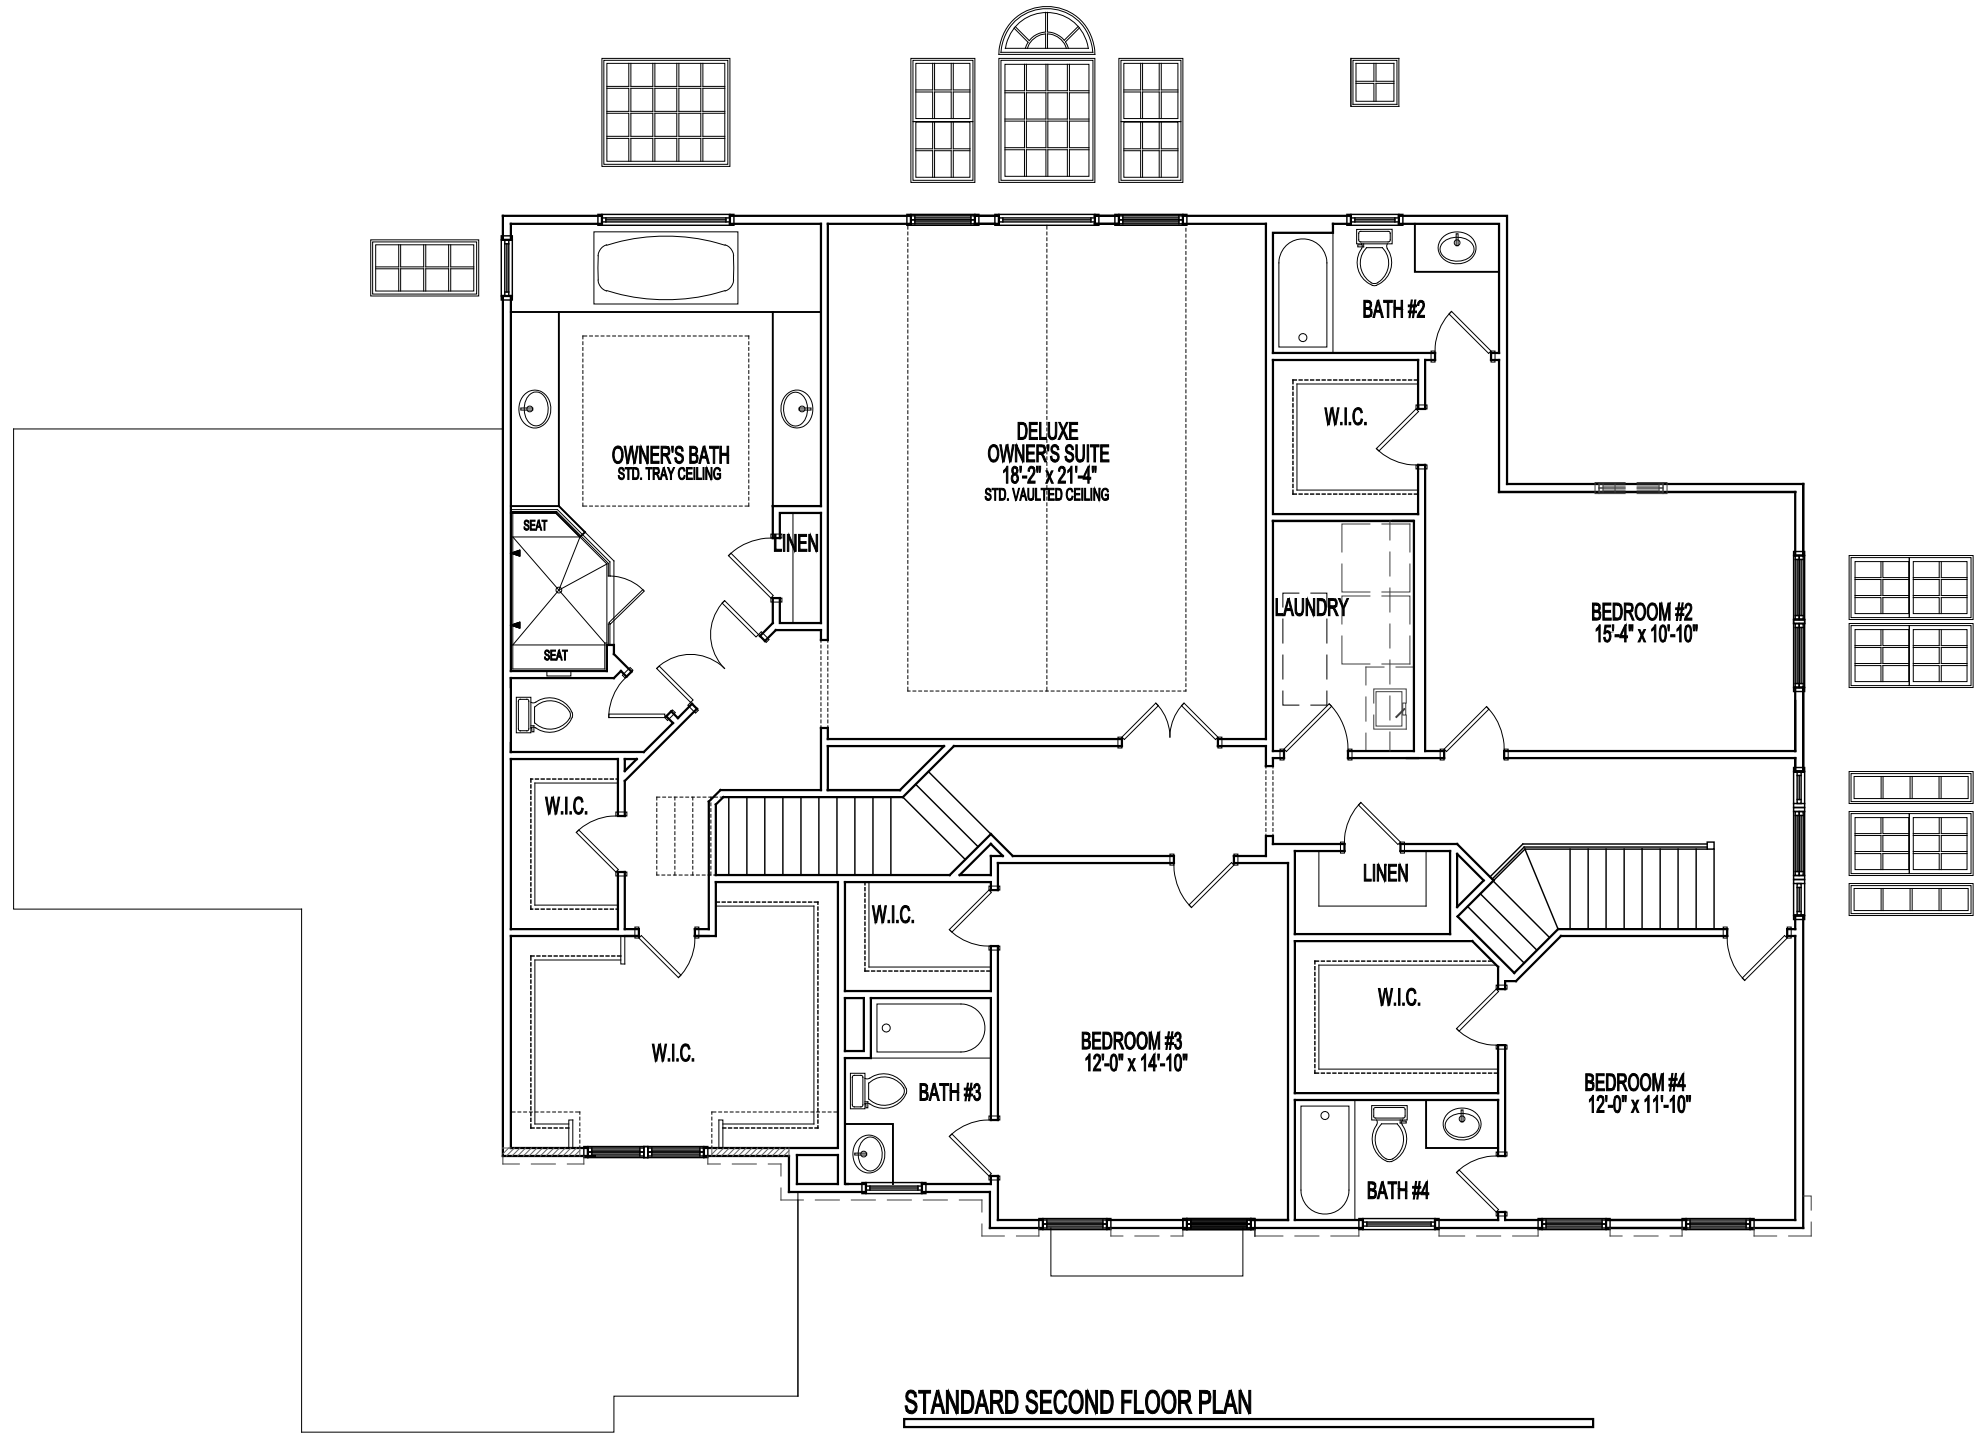 BATH #2
W.I.C.
DELUXE
OWNER'S SUITE
18'-2" x 21'-4"
STD. VAULTED CEILING
OWNER'S BATH
STD. TRAY CEILING
SEAT
LINEN
LAUNDRY
BEDROOM #2
15'-4" x 10'-10"
SEAT
W.I.C.
LINEN
W.I.C.
W.I.C.
W.I.C.
BEDROOM #3
12'-0" x 14'-10"
BATH #3
BEDROOM #4
12'-0" x 11'-10"
BATH #4
STANDARD SECOND FLOOR PLAN